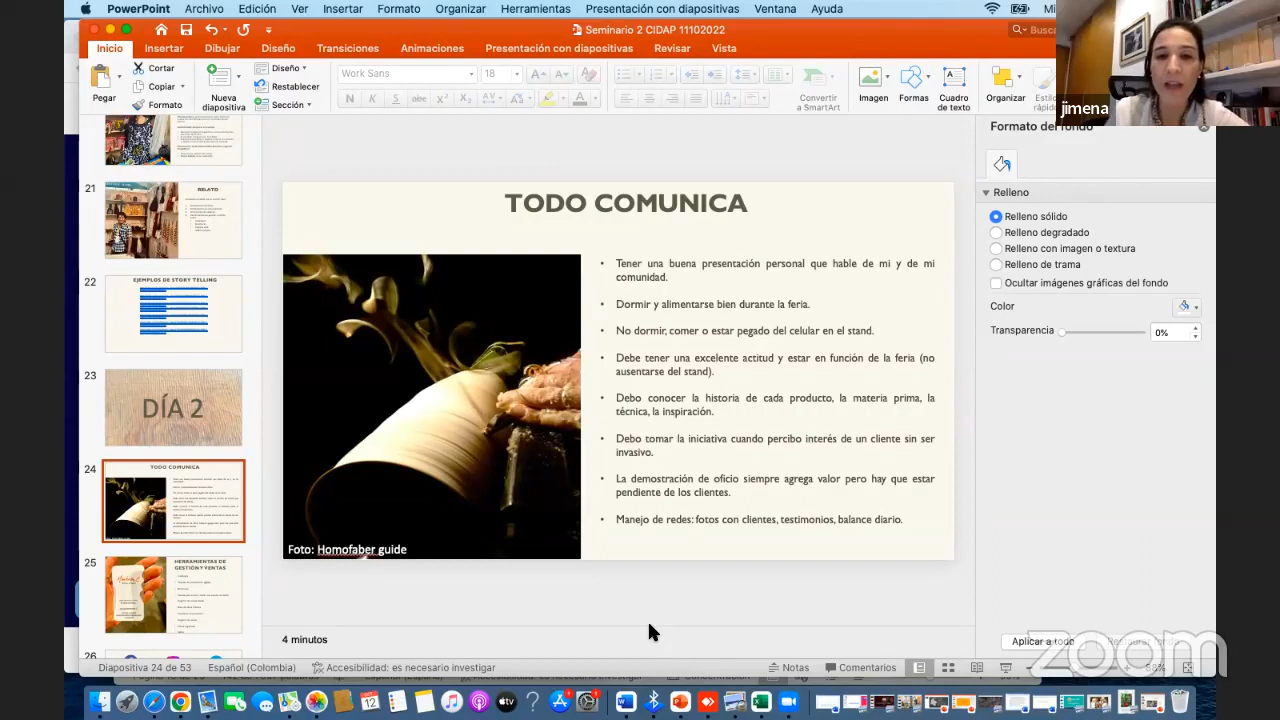 PowerPoint Archivo Edición Ver Insertar Formato Organizar Herramientas Presentación con diapositivas Ventana Ayuda
Seminario 2 CIDAP 11102022
Inicio Insertar Dibujar Diseño Transiciones Animaciones Presentación con diapositivas Revisar Vista
Pegar
Cortar
Copiar
Formato
Nueva
diapositiva
Diseño
Restablecer
Sección
Work Sans
Convertir
a SmartArt
Imagen
Formas
Cuadro
de texto
Organizar
jimena
21
RELATO
22
EJEMPLOS DE STORY TELLING
23
DÍA 2
24
TODO COMUNICA
25
HERRAMIENTAS DE
GESTIÓN Y VENTAS
26
TODO COMUNICA
• Tener una buena presentación personal que hable de mi y de mi
comunidad.
• Dormir y alimentarse bien durante la feria.
• No dormir, comer o estar pegado del celular en el stand.
• Debe tener una excelente actitud y estar en función de la feria (no
ausentarse del stand).
• Debo conocer la historia de cada producto, la materia prima, la
técnica, la inspiración.
• Debo tomar la iniciativa cuando percibo interés de un cliente sin ser
invasivo.
La demostración de oficio siempre agrega valor pero hay que estar
pendiente de los clientes.
• Manejo de redes: fotos con clientes, testimonios, balance diario.
Foto: Homofaber guide
4 minutos
Relleno
Relleno sólido
Relleno degradado
Relleno con imagen o textura
Relleno de trama
Ocultar imágenes gráficas del fondo
Color
Transparencia 0%
Aplicar a todo
zoom
Diapositiva 24 de 53 Español (Colombia) Accesibilidad: es necesario investigar Notas Comentarios